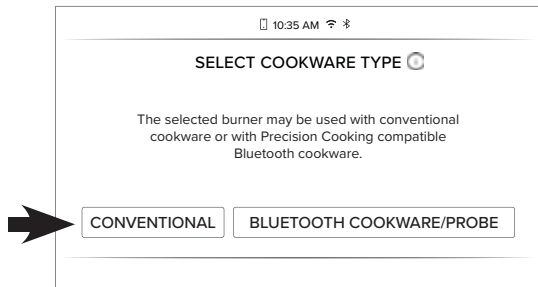 10:35 AM
SELECT COOKWARE TYPE
The selected burner may be used with conventional
cookware or with Precision Cooking compatible
Bluetooth cookware.
CONVENTIONAL
BLUETOOTH COOKWARE/PROBE